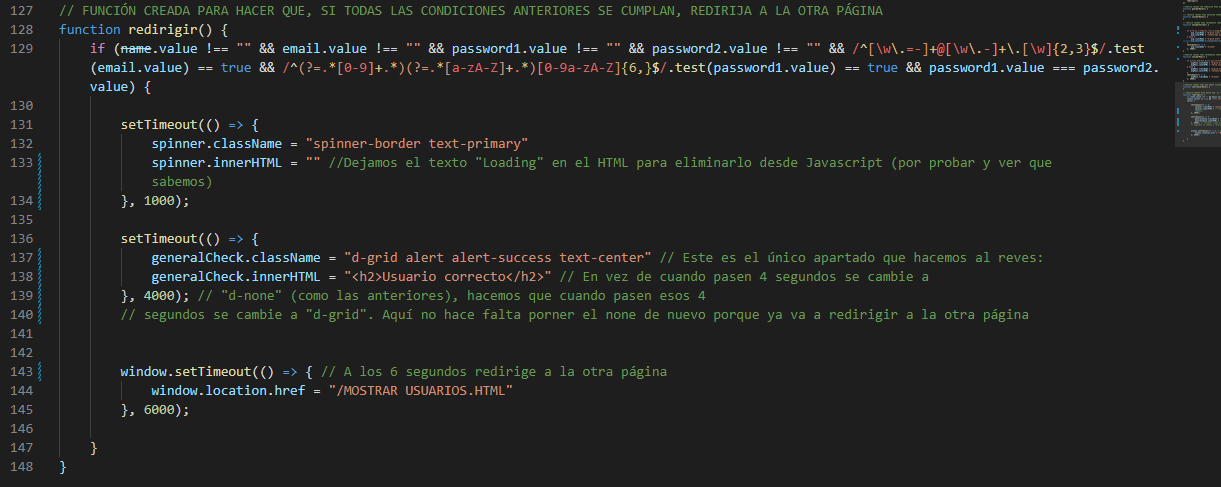 127 // FUNCIÓN CREADA PARA HACER QUE, SI TODAS LAS CONDICIONES ANTERIORES SE CUMPLAN, REDIRIJA A LA OTRA PÁGINA
128 function redirigir() {
129 if (name.value !== "" && email.value !== "" && password1.value !== "" && password2.value !== "" && /^[\w\.=-]+@[\w\.-]+\.[\w]{2,3}$/.test
(email.value) == true && /^(?=.*[0-9]+.*)(?=.*[a-zA-Z]+.*)[0-9a-zA-Z]{6,}$/.test(password1.value) == true && password1.value === password2.
value) {
130
131 setTimeout(() => {
132 spinner.className = "spinner-border text-primary"
133 spinner.innerHTML = "" //Dejamos el texto "Loading" en el HTML para eliminarlo desde Javascript (por probar y ver que
sabemos)
134 }, 1000);
135
136 setTimeout(() => {
137 generalCheck.className = "d-grid alert alert-success text-center" // Este es el único apartado que hacemos al reves:
138 generalCheck.innerHTML = "<h2>Usuario correcto</h2>" // En vez de cuando pasen 4 segundos se cambie a
139 }, 4000); // "d-none" (como las anteriores), hacemos que cuando pasen esos 4
140 // segundos se cambie a "d-grid". Aquí no hace falta porner el none de nuevo porque ya va a redirigir a la otra página
141
142
143 window.setTimeout(() => { // A los 6 segundos redirige a la otra página
144 window.location.href = "/MOSTRAR USUARIOS.HTML"
145 }, 6000);
146
147 }
148 }